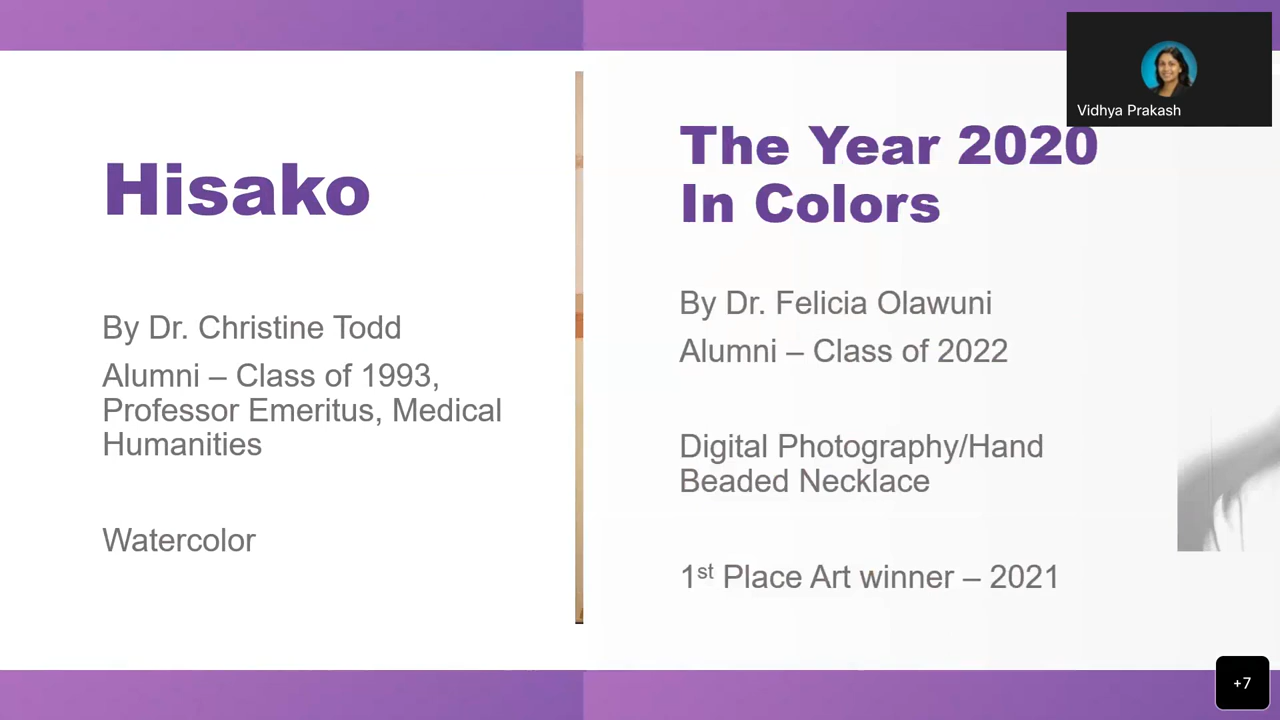 Hisako
By Dr. Christine Todd
Alumni – Class of 1993,
Professor Emeritus, Medical
Humanities
Watercolor
The Year 2020
In Colors
By Dr. Felicia Olawuni
Alumni – Class of 2022
Digital Photography/Hand
Beaded Necklace
1st Place Art winner – 2021
Vidhya Prakash
+7